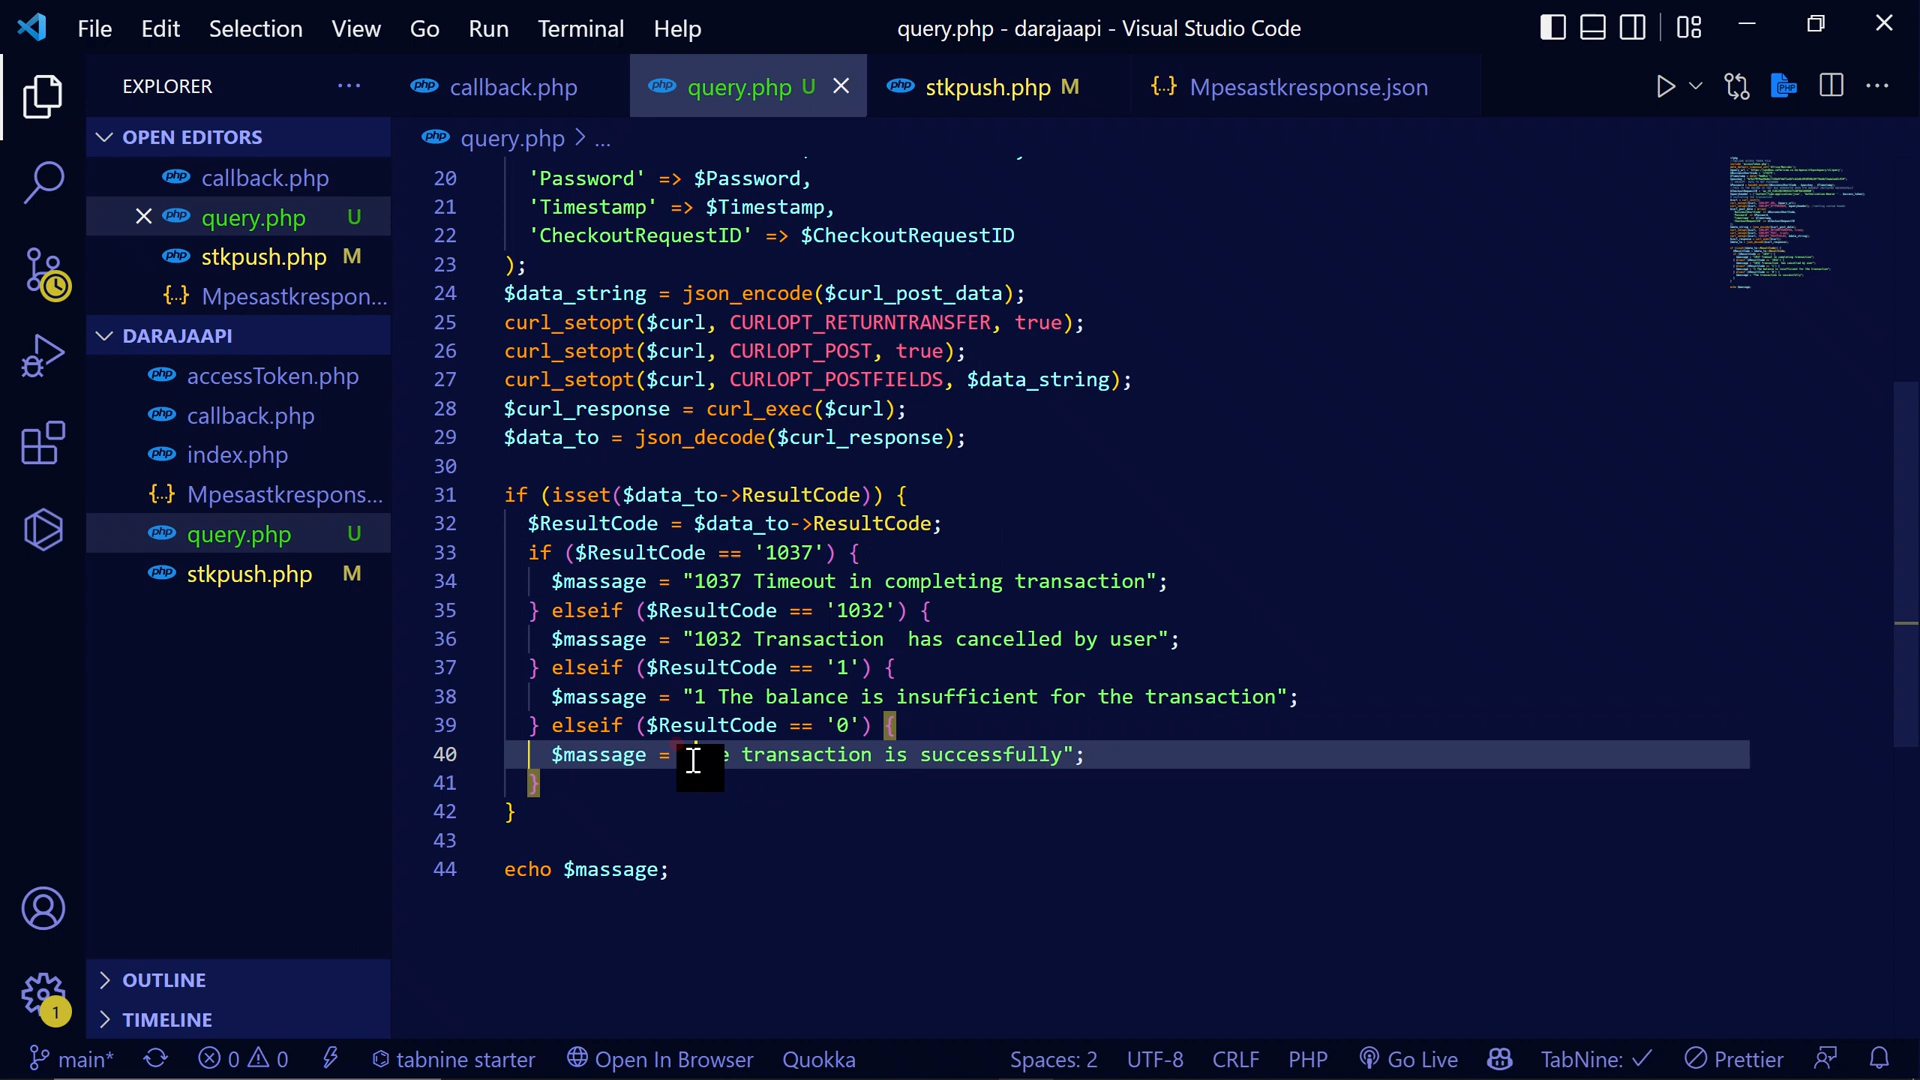 File Edit Selection View Go Run Terminal Help
query.php - darajaapi - Visual Studio Code
EXPLORER ...
callback.php
query.php U
stkpush.php M
{..} Mpesastkresponse.json
OPEN EDITORS
callback.php
query.php U
stkpush.php M
{..} Mpesastkrespon...
DARAJAAPI
accessToken.php
callback.php
index.php
{..} Mpesastkrespons...
query.php U
stkpush.php M
OUTLINE
TIMELINE
php query.php > ...
20 'Password' => $Password,
21 'Timestamp' => $Timestamp,
22 'CheckoutRequestID' => $CheckoutRequestID
23 );
24 $data_string = json_encode($curl_post_data);
25 curl_setopt($curl, CURLOPT_RETURNTRANSFER, true);
26 curl_setopt($curl, CURLOPT_POST, true);
27 curl_setopt($curl, CURLOPT_POSTFIELDS, $data_string);
28 $curl_response = curl_exec($curl);
29 $data_to = json_decode($curl_response);
30
31 if (isset($data_to->ResultCode)) {
32 $ResultCode = $data_to->ResultCode;
33 if ($ResultCode == '1037') {
34 $massage = "1037 Timeout in completing transaction";
35 } elseif ($ResultCode == '1032') {
36 $massage = "1032 Transaction  has cancelled by user";
37 } elseif ($ResultCode == '1') {
38 $massage = "1 The balance is insufficient for the transaction";
39 } elseif ($ResultCode == '0') {
40 $massage = transaction is successfully";
41 }
42 }
43
44 echo $massage;
main* 0 0 tabnine starter Open In Browser Quokka Spaces: 2 UTF-8 CRLF PHP Go Live TabNine: ✓ Prettier
1